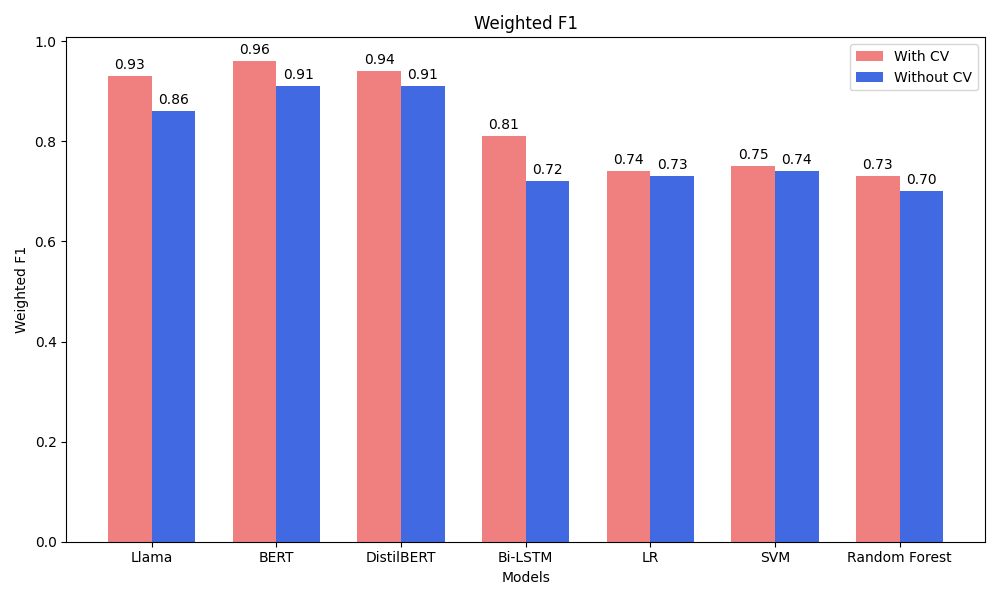 Weighted F1
With CV
Without CV
1.0
0.8
0.6
0.4
0.2
0.0
Weighted F1
0.93
0.86
0.96
0.91
0.94
0.91
0.81
0.72
0.74
0.73
0.75
0.74
0.73
0.70
Llama
BERT
DistilBERT
Bi-LSTM
LR
SVM
Random Forest
Models